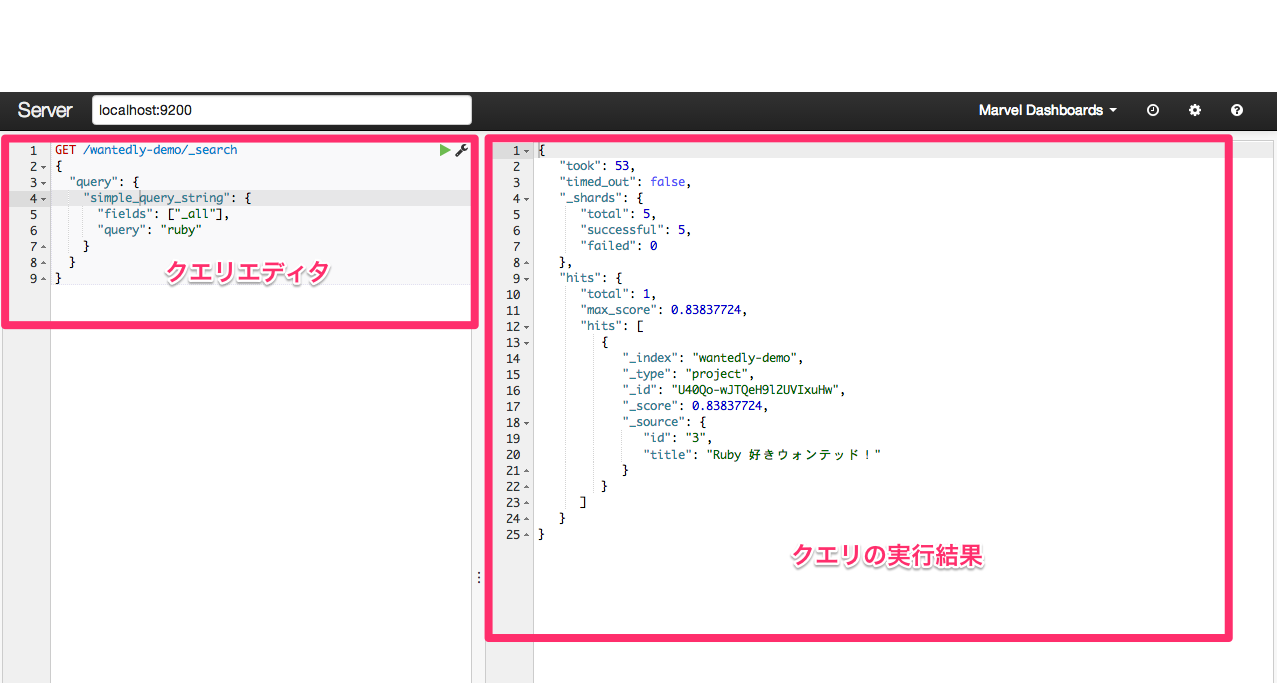 Server localhost:9200 Marvel Dashboards
1 GET /wantedly-demo/_search
2 {
3 "query": {
4 "simple_query_string": {
5 "fields": ["_all"],
6 "query": "ruby"
7 }
8 }
9 }
クエリエディタ
1 {
2 "took": 53,
3 "timed_out": false,
4 "_shards": {
5 "total": 5,
6 "successful": 5,
7 "failed": 0
8 },
9 "hits": {
10 "total": 1,
11 "max_score": 0.83837724,
12 "hits": [
13 {
14 "_index": "wantedly-demo",
15 "_type": "project",
16 "_id": "U40Qo-wJTQeH9l2UVIxuHw",
17 "_score": 0.83837724,
18 "_source": {
19 "id": "3",
20 "title": "Ruby 好きウォンテッド！"
21 }
22 }
23 ]
24 }
25 }
クエリの実行結果